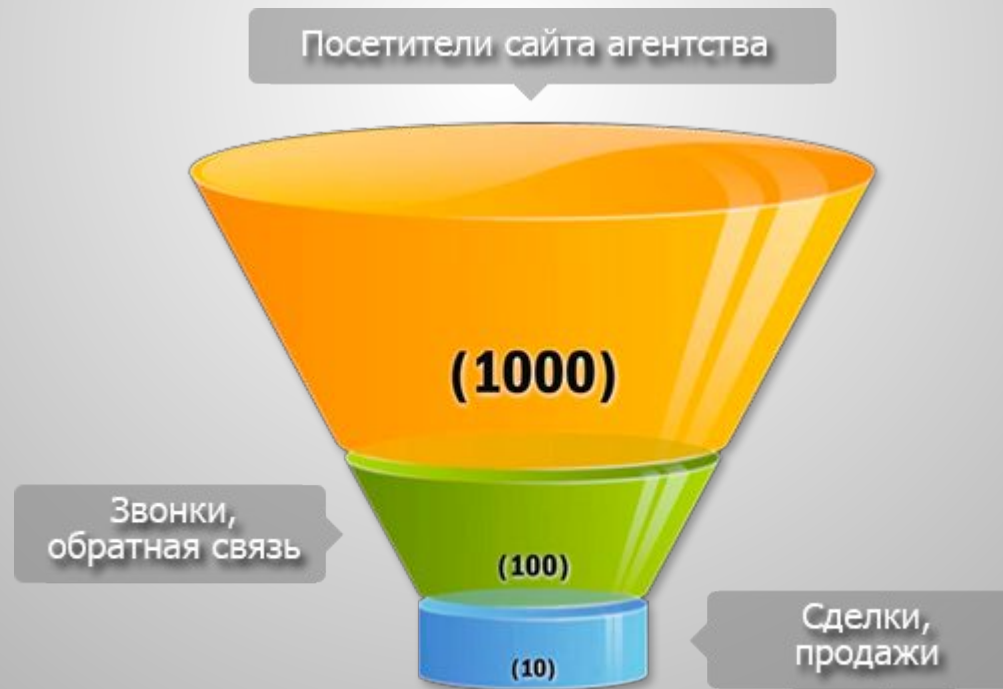 Посетители сайта агентства
(1000)
Звонки,
обратная связь
(100)
Сделки,
продажи
(10)